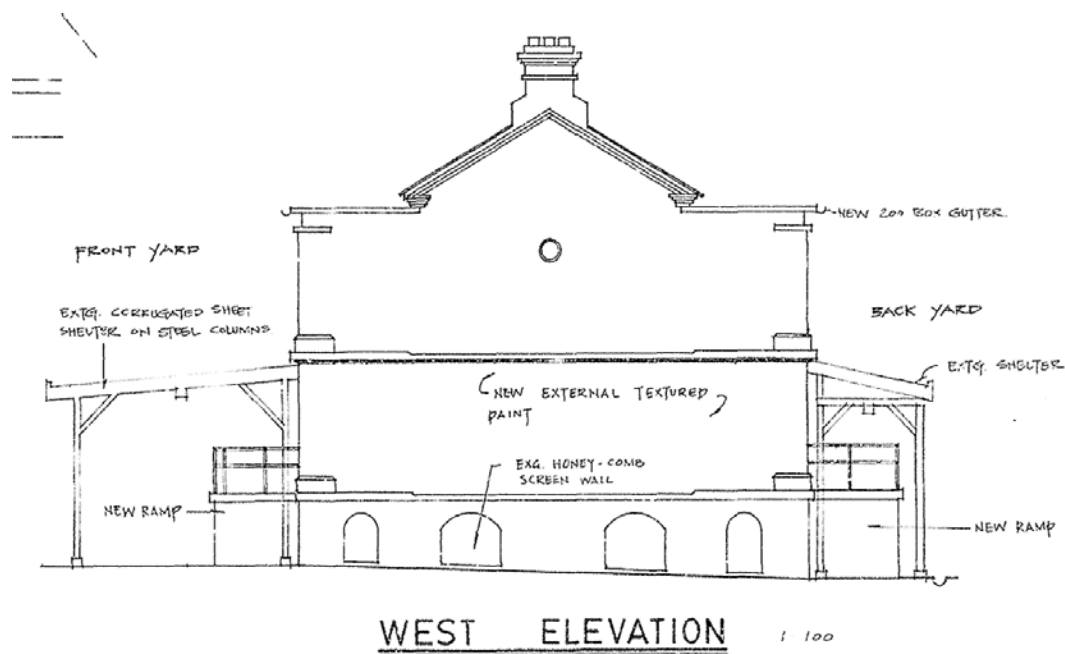 NEW 200 BOX GUTTER
FRONT YARD
EXTG. CORRUGATED SHEET
SHELTER ON STEEL COLUMNS
BACK YARD
EXTG. SHELTER
NEW EXTERNAL TEXTURED
PAINT
EXG. HONEY-COMB
SCREEN WALL
NEW RAMP
NEW RAMP
WEST ELEVATION 1:100